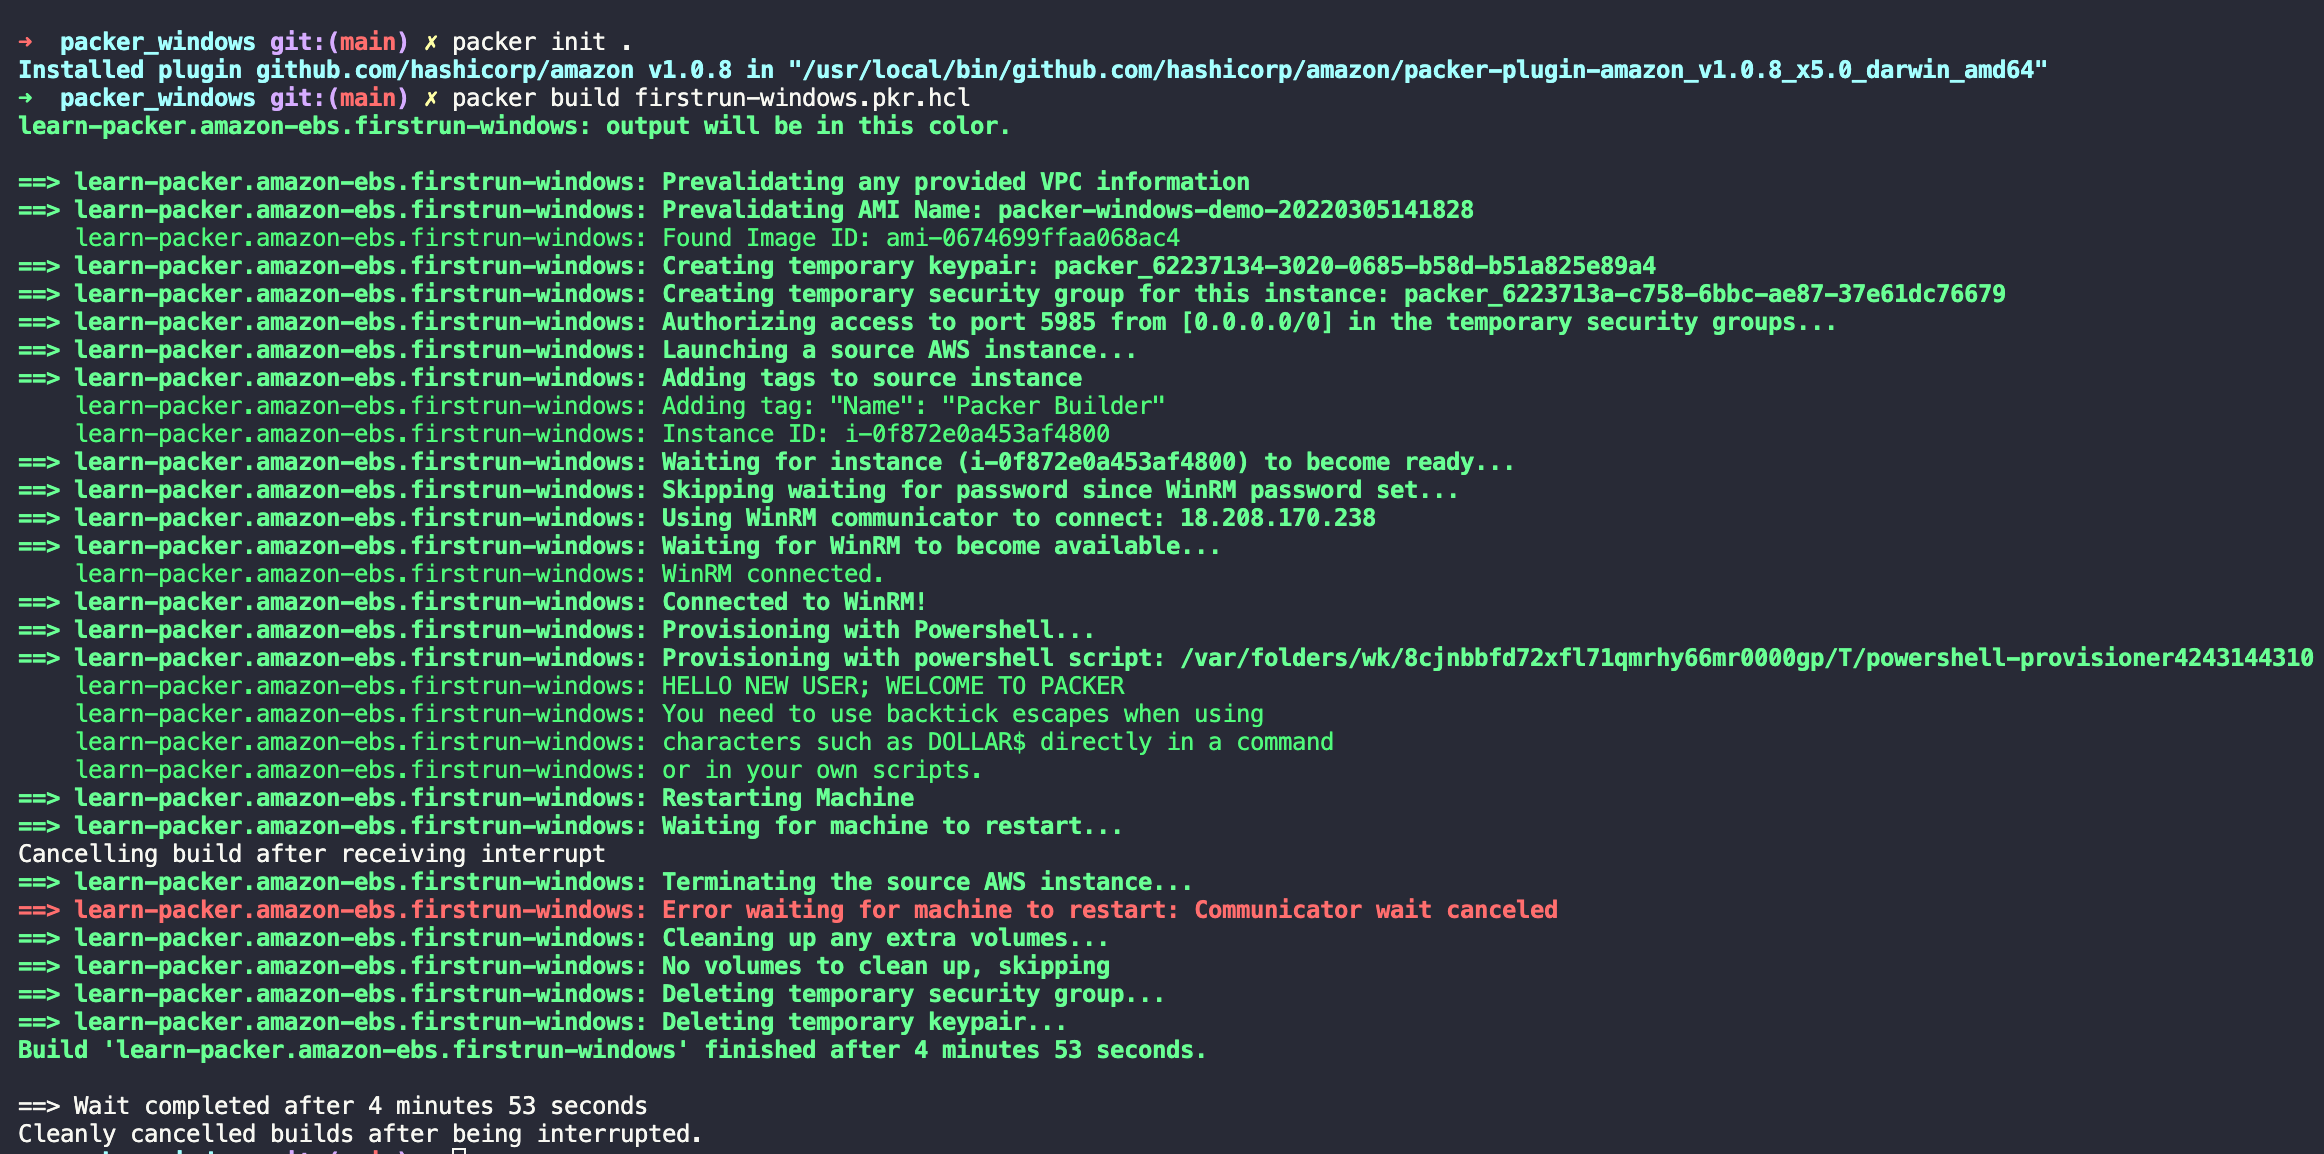 ➜  packer_windows git:(main) ✗ packer init .
Installed plugin github.com/hashicorp/amazon v1.0.8 in "/usr/local/bin/github.com/hashicorp/amazon/packer-plugin-amazon_v1.0.8_x5.0_darwin_amd64"
➜  packer_windows git:(main) ✗ packer build firstrun-windows.pkr.hcl
learn-packer.amazon-ebs.firstrun-windows: output will be in this color.

==> learn-packer.amazon-ebs.firstrun-windows: Prevalidating any provided VPC information
==> learn-packer.amazon-ebs.firstrun-windows: Prevalidating AMI Name: packer-windows-demo-20220305141828
    learn-packer.amazon-ebs.firstrun-windows: Found Image ID: ami-0674699ffaa068ac4
==> learn-packer.amazon-ebs.firstrun-windows: Creating temporary keypair: packer_62237134-3020-0685-b58d-b51a825e89a4
==> learn-packer.amazon-ebs.firstrun-windows: Creating temporary security group for this instance: packer_6223713a-c758-6bbc-ae87-37e61dc76679
==> learn-packer.amazon-ebs.firstrun-windows: Authorizing access to port 5985 from [0.0.0.0/0] in the temporary security groups...
==> learn-packer.amazon-ebs.firstrun-windows: Launching a source AWS instance...
==> learn-packer.amazon-ebs.firstrun-windows: Adding tags to source instance
    learn-packer.amazon-ebs.firstrun-windows: Adding tag: "Name": "Packer Builder"
    learn-packer.amazon-ebs.firstrun-windows: Instance ID: i-0f872e0a453af4800
==> learn-packer.amazon-ebs.firstrun-windows: Waiting for instance (i-0f872e0a453af4800) to become ready...
==> learn-packer.amazon-ebs.firstrun-windows: Skipping waiting for password since WinRM password set...
==> learn-packer.amazon-ebs.firstrun-windows: Using WinRM communicator to connect: 18.208.170.238
==> learn-packer.amazon-ebs.firstrun-windows: Waiting for WinRM to become available...
    learn-packer.amazon-ebs.firstrun-windows: WinRM connected.
==> learn-packer.amazon-ebs.firstrun-windows: Connected to WinRM!
==> learn-packer.amazon-ebs.firstrun-windows: Provisioning with Powershell...
==> learn-packer.amazon-ebs.firstrun-windows: Provisioning with powershell script: /var/folders/wk/8cjnbbfd72xfl71qmrhy66mr0000gp/T/powershell-provisioner4243144310
    learn-packer.amazon-ebs.firstrun-windows: HELLO NEW USER; WELCOME TO PACKER
    learn-packer.amazon-ebs.firstrun-windows: You need to use backtick escapes when using
    learn-packer.amazon-ebs.firstrun-windows: characters such as DOLLAR$ directly in a command
    learn-packer.amazon-ebs.firstrun-windows: or in your own scripts.
==> learn-packer.amazon-ebs.firstrun-windows: Restarting Machine
==> learn-packer.amazon-ebs.firstrun-windows: Waiting for machine to restart...
Cancelling build after receiving interrupt
==> learn-packer.amazon-ebs.firstrun-windows: Terminating the source AWS instance...
==> learn-packer.amazon-ebs.firstrun-windows: Error waiting for machine to restart: Communicator wait canceled
==> learn-packer.amazon-ebs.firstrun-windows: Cleaning up any extra volumes...
==> learn-packer.amazon-ebs.firstrun-windows: No volumes to clean up, skipping
==> learn-packer.amazon-ebs.firstrun-windows: Deleting temporary security group...
==> learn-packer.amazon-ebs.firstrun-windows: Deleting temporary keypair...
Build 'learn-packer.amazon-ebs.firstrun-windows' finished after 4 minutes 53 seconds.

==> Wait completed after 4 minutes 53 seconds
Cleanly cancelled builds after being interrupted.